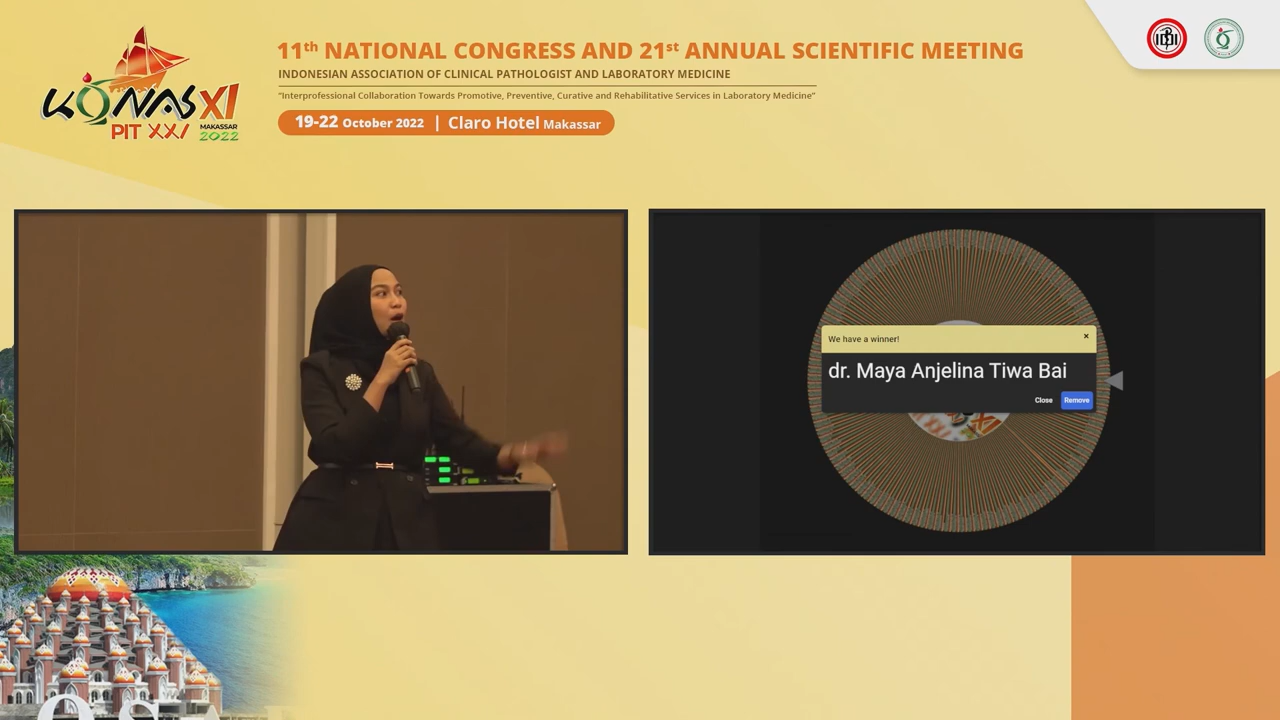 KONAS XI
PIT XXI
MAKASSAR
2022
11th NATIONAL CONGRESS AND 21st ANNUAL SCIENTIFIC MEETING
INDONESIAN ASSOCIATION OF CLINICAL PATHOLOGIST AND LABORATORY MEDICINE
"Interprofessional Collaboration Towards Promotive, Preventive, Curative and Rehabilitative Services in Laboratory Medicine"
19-22 October 2022 | Claro Hotel Makassar
IDI
We have a winner!
×
dr. Maya Anjelina Tiwa Bai
Close
Remove